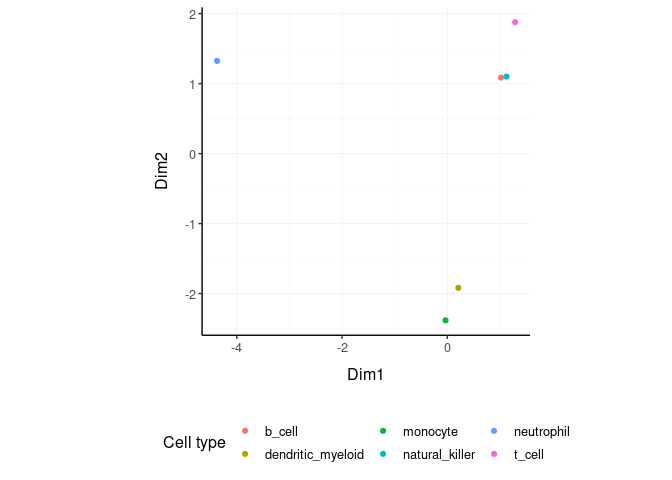 2
1
0
-1
-2
Dim2
-4 -2 0
Dim1
Cell type
b_cell monocyte neutrophil
dendritic_myeloid natural_killer t_cell